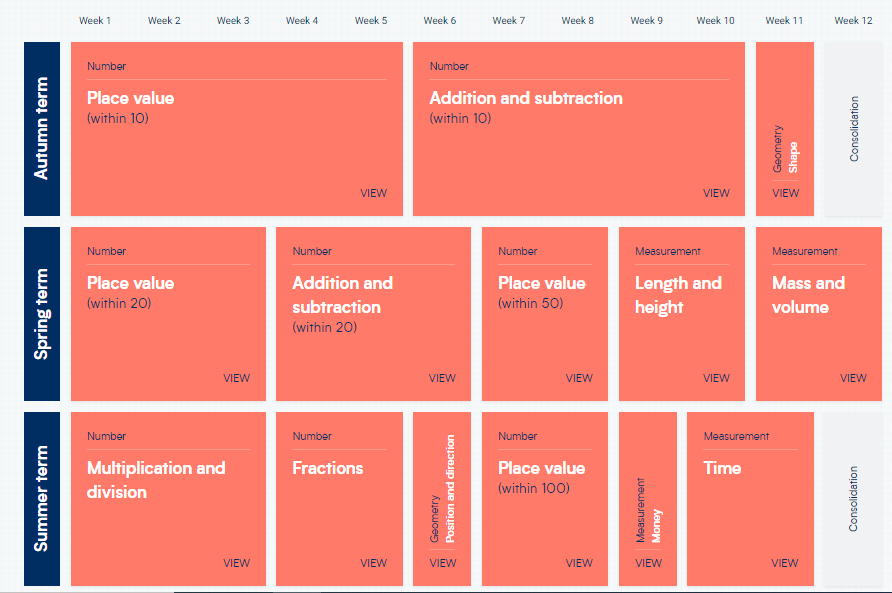 Week 1 Week 2 Week 3 Week 4 Week 5 Week 6 Week 7 Week 8 Week 9 Week 10 Week 11 Week 12
Autumn term
Number
Place value
(within 10)
VIEW
Number
Addition and subtraction
(within 10)
VIEW
Geometry
Shape
VIEW
Consolidation
Spring term
Number
Place value
(within 20)
VIEW
Number
Addition and
subtraction
(within 20)
VIEW
Number
Place value
(within 50)
VIEW
Measurement
Length and
height
VIEW
Measurement
Mass and
volume
VIEW
Summer term
Number
Multiplication and
division
VIEW
Number
Fractions
VIEW
Geometry
Position and direction
VIEW
Number
Place value
(within 100)
VIEW
Measurement
Money
VIEW
Measurement
Time
VIEW
Consolidation